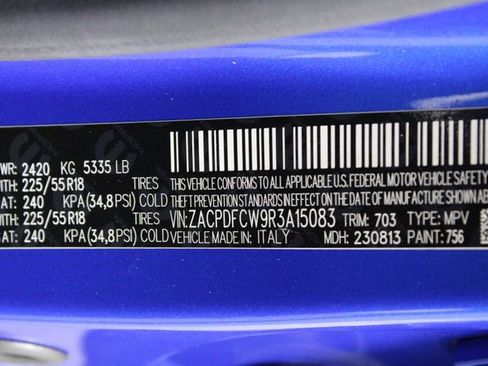 WR: 2420 KG 5335 LB
WITH: 225/55R18 TIRES
AT: 240 KPA(34,8PSI) COLD
WITH: 225/55R18 TIRES
AT: 240 KPA(34,8PSI) COLD
THIS VEHICLE CONFORMS TO ALL APPLICABLE U.S. FEDERAL MOTOR VEHICLE SAFETY
THEFT PREVENTION STANDARDS IN EFFECT ON THE DATE OF MANUFACTURE SHOWN
VIN: ZACPDFCW9R3A15083 TRIM: 703 TYPE: MPV
VEHICLE MADE IN: ITALY MDH: 230813 PAINT: 756